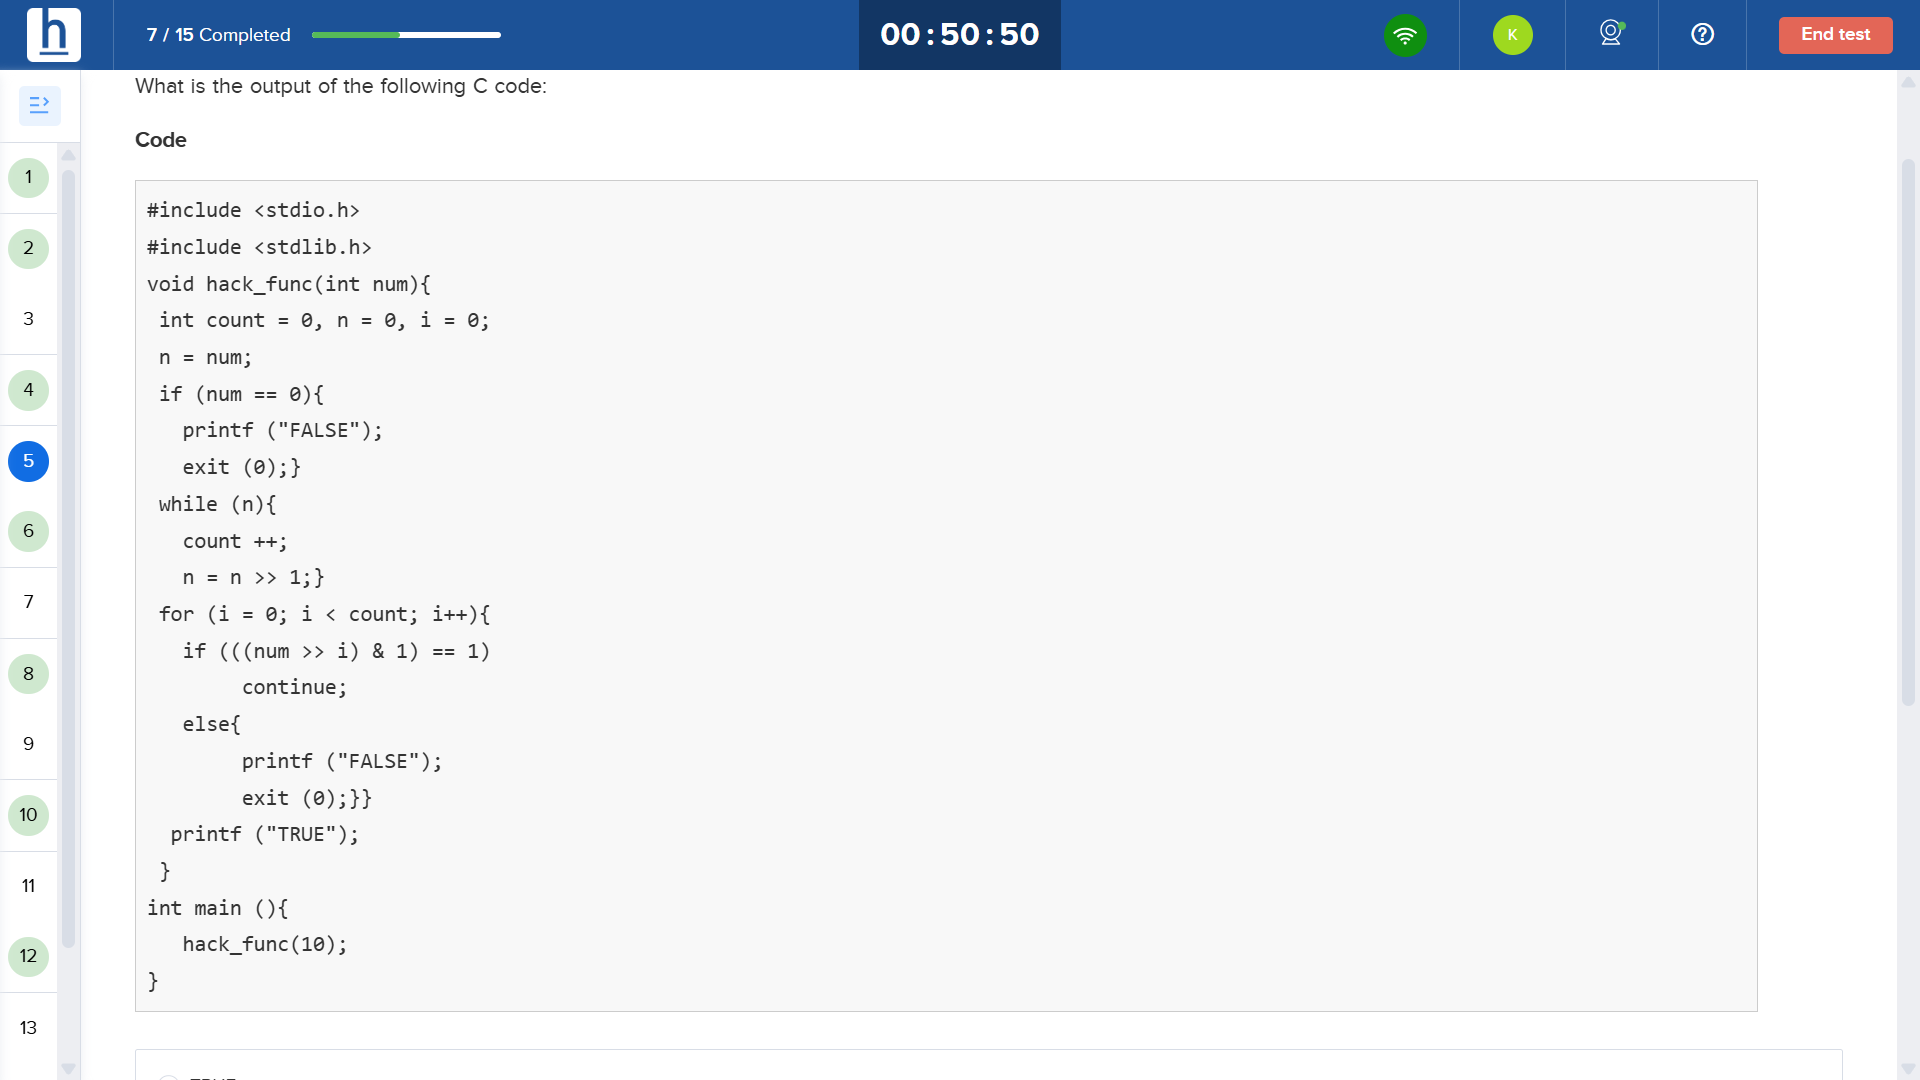 h
7 / 15 Completed
00:50:50
K
?
End test
What is the output of the following C code:
Code
1
2
3
4
5
6
7
8
9
10
11
12
13
#include <stdio.h>
#include <stdlib.h>
void hack_func(int num){
 int count = 0, n = 0, i = 0;
 n = num;
 if (num == 0){
   printf ("FALSE");
   exit (0);}
 while (n){
   count ++;
   n = n >> 1;}
 for (i = 0; i < count; i++){
   if (((num >> i) & 1) == 1)
        continue;
   else{
        printf ("FALSE");
        exit (0);}}
  printf ("TRUE");
 }
int main (){
   hack_func(10);
}